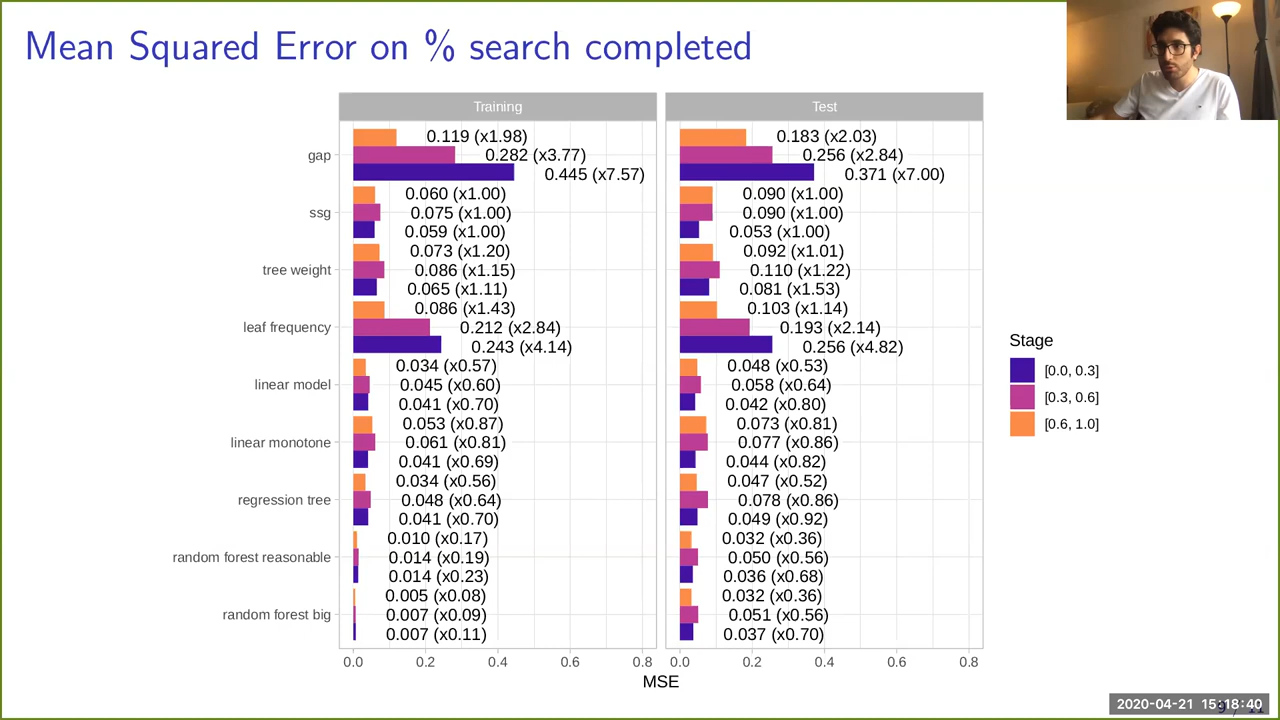 Mean Squared Error on % search completed
Training
Test
gap
0.119 (x1.98)
0.282 (x3.77)
0.445 (x7.57)
0.183 (x2.03)
0.256 (x2.84)
0.371 (x7.00)
ssg
0.060 (x1.00)
0.075 (x1.00)
0.059 (x1.00)
0.090 (x1.00)
0.090 (x1.00)
0.053 (x1.00)
tree weight
0.073 (x1.20)
0.086 (x1.15)
0.065 (x1.11)
0.092 (x1.01)
0.110 (x1.22)
0.081 (x1.53)
leaf frequency
0.086 (x1.43)
0.212 (x2.84)
0.243 (x4.14)
0.103 (x1.14)
0.193 (x2.14)
0.256 (x4.82)
linear model
0.034 (x0.57)
0.045 (x0.60)
0.041 (x0.70)
0.048 (x0.53)
0.058 (x0.64)
0.042 (x0.80)
linear monotone
0.053 (x0.87)
0.061 (x0.81)
0.041 (x0.69)
0.073 (x0.81)
0.077 (x0.86)
0.044 (x0.82)
regression tree
0.034 (x0.56)
0.048 (x0.64)
0.041 (x0.70)
0.047 (x0.52)
0.078 (x0.86)
0.049 (x0.92)
random forest reasonable
0.010 (x0.17)
0.014 (x0.19)
0.014 (x0.23)
0.032 (x0.36)
0.050 (x0.56)
0.036 (x0.68)
random forest big
0.005 (x0.08)
0.007 (x0.09)
0.007 (x0.11)
0.032 (x0.36)
0.051 (x0.56)
0.037 (x0.70)
0.0 0.2 0.4 0.6 0.8
0.0 0.2 0.4 0.6 0.8
MSE
Stage
[0.0, 0.3]
[0.3, 0.6]
[0.6, 1.0]
2020-04-21 15:18:40